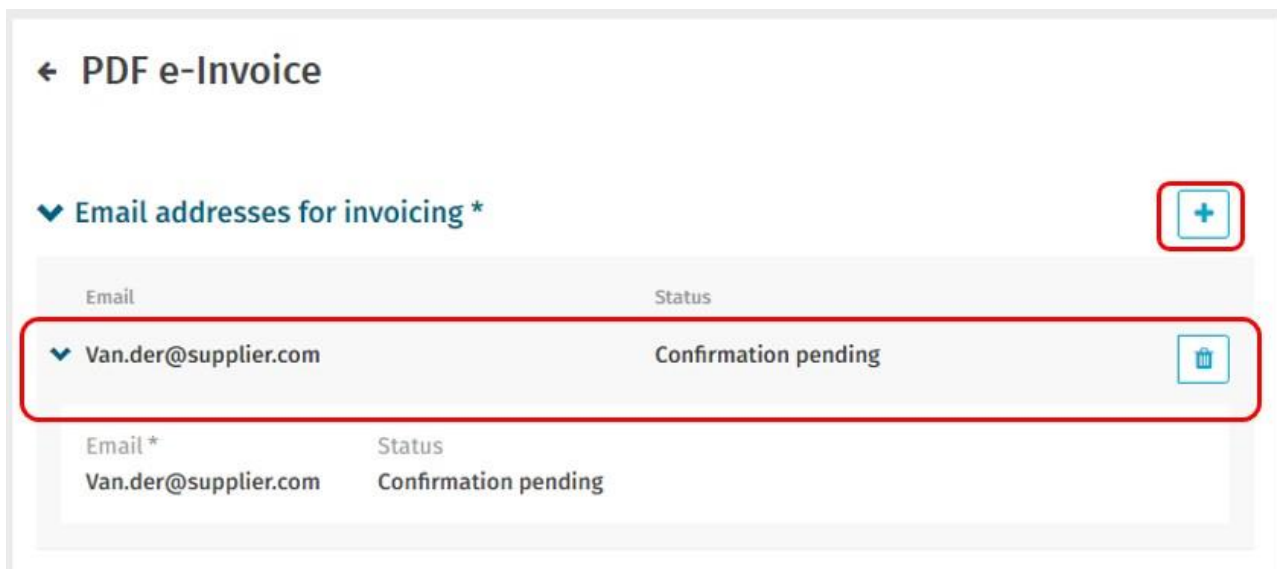 PDF e-Invoice
Email addresses for invoicing *
Email Status
Van.der@supplier.com Confirmation pending
Email * Status
Van.der@supplier.com Confirmation pending